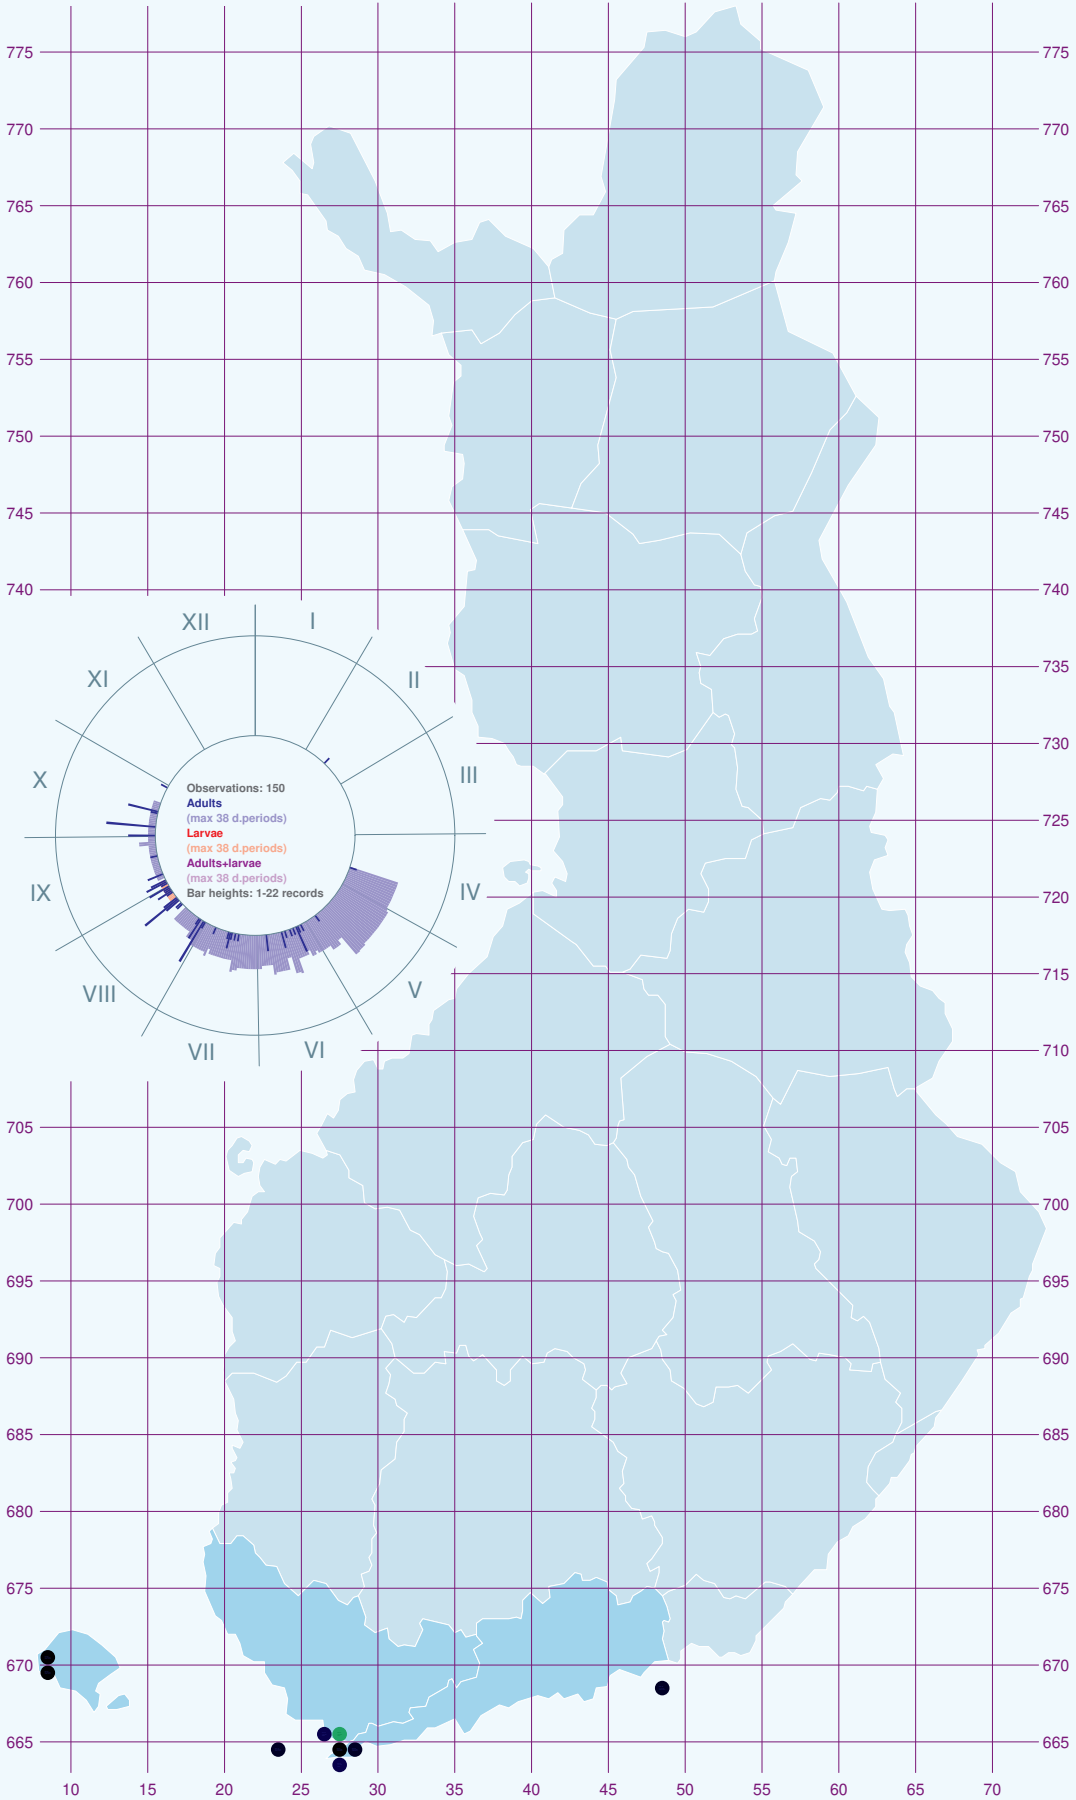 775 775
770 770
765 765
760 760
755 755
750 750
745 745
740 740
XII I
XI II
735
730
X III
Observations: 150
Adults
(max 38 d.periods)
Larvae
(max 38 d.periods)
Adults+larvae
(max 38 d.periods)
Bar heights: 1-22 records
725
IX IV
720
VIII V
715
VII VI
710
705 705
700 700
695 695
690 690
685 685
680 680
675 675
670 670
665 665
10 15 20 25 30 35 40 45 50 55 60 65 70